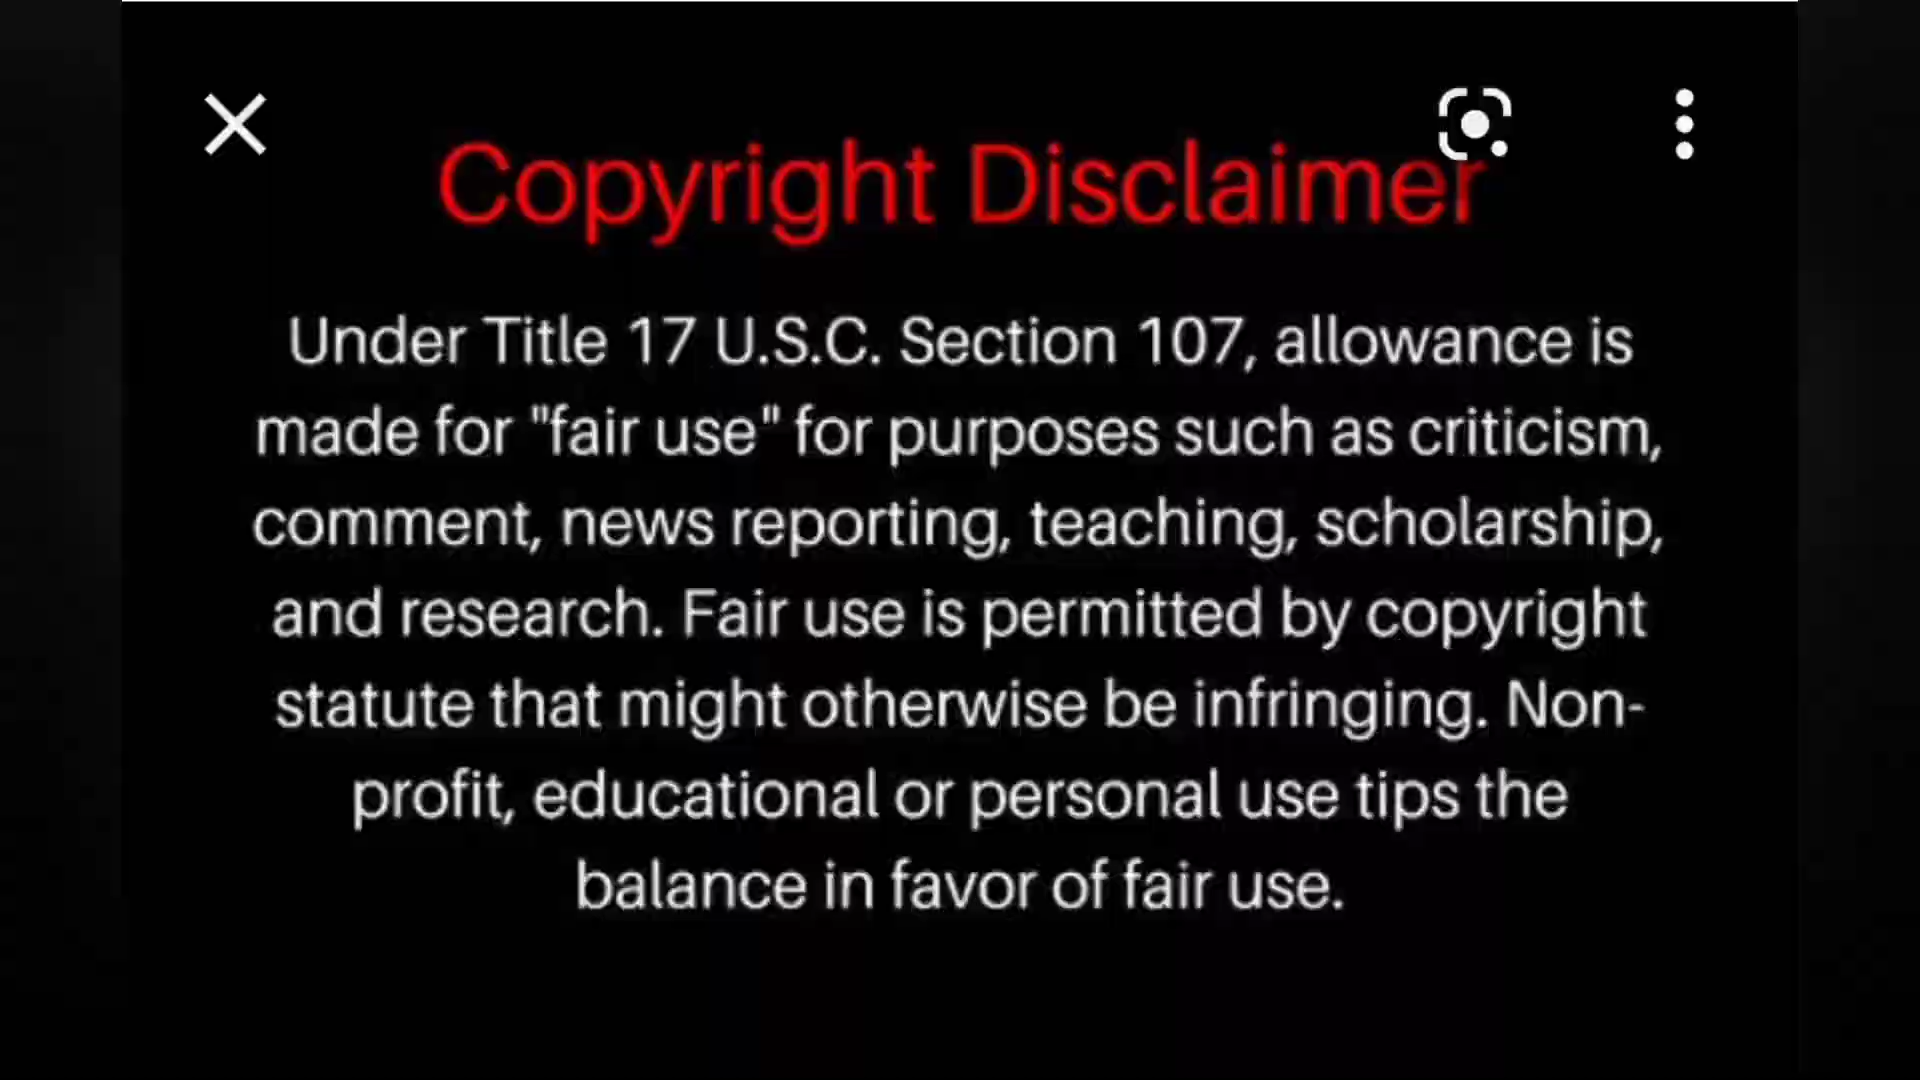 Copyright Disclaimer
Under Title 17 U.S.C. Section 107, allowance is
made for "fair use" for purposes such as criticism,
comment, news reporting, teaching, scholarship,
and research. Fair use is permitted by copyright
statute that might otherwise be infringing. Non-
profit, educational or personal use tips the
balance in favor of fair use.